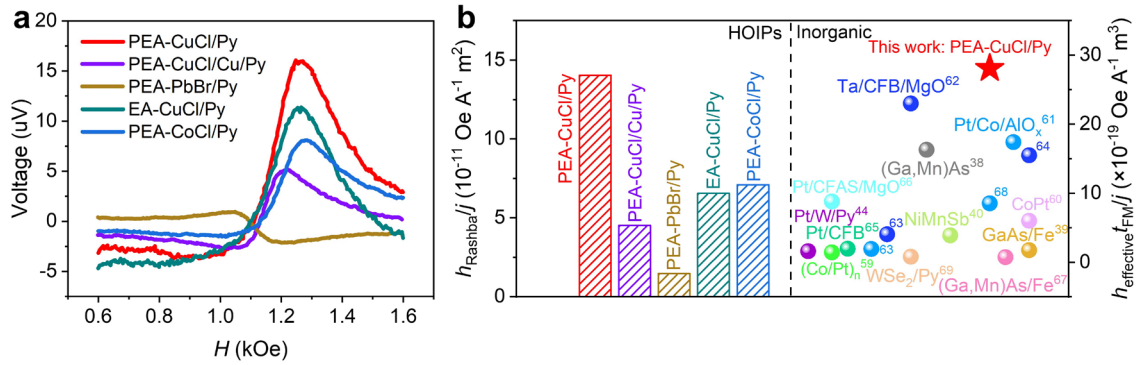 a
20
15
10
5
0
-5
Voltage (uV)
PEA-CuCl/Py
PEA-CuCl/Cu/Py
PEA-PbBr/Py
EA-CuCl/Py
PEA-CoCl/Py
0.6
0.8
1.0
1.2
1.4
1.6
H (kOe)
b
15
10
5
0
h_Rashba/j (10⁻¹¹ Oe A⁻¹ m²)
HOIPs
Inorganic
PEA-CuCl/Py
PEA-CuCl/Cu/Py
PEA-PbBr/Py
EA-CuCl/Py
PEA-CoCl/Py
This work: PEA-CuCl/Py
Ta/CFB/MgO⁶²
Pt/Co/AlOₓ⁶¹
64
(Ga,Mn)As³⁸
Pt/CFAS/MgO⁶⁶
68
CoPt⁶⁰
Pt/W/Py⁴⁴
63
NiMnSb⁴⁰
Pt/CFB⁶⁵
63
GaAs/Fe³⁹
(Co/Pt)ₙ⁵⁹
WSe₂/Py⁶⁹
(Ga,Mn)As/Fe⁶⁷
30
20
10
0
h_effective t_FM/j (×10⁻¹⁹ Oe A⁻¹ m³)